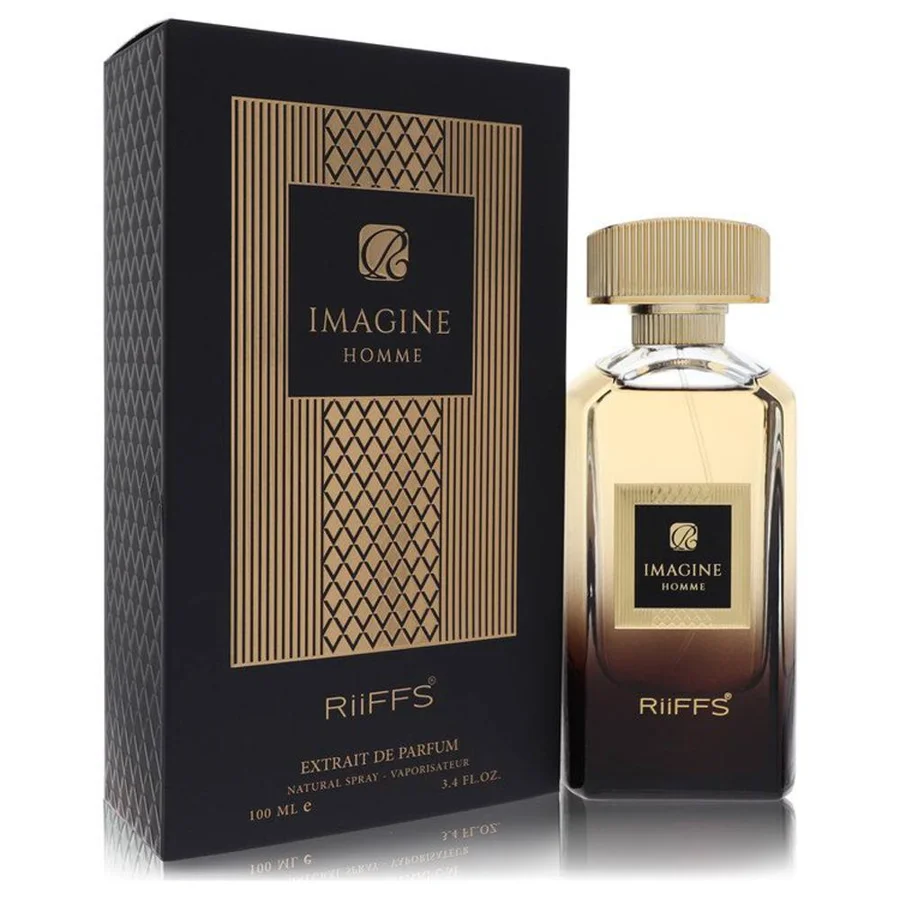 R
IMAGINE
HOMME
RiiFFS®
EXTRAIT DE PARFUM
NATURAL SPRAY - VAPORISATEUR
100 ML e 3.4 FL.OZ.
R
IMAGINE
HOMME
RiiFFS®